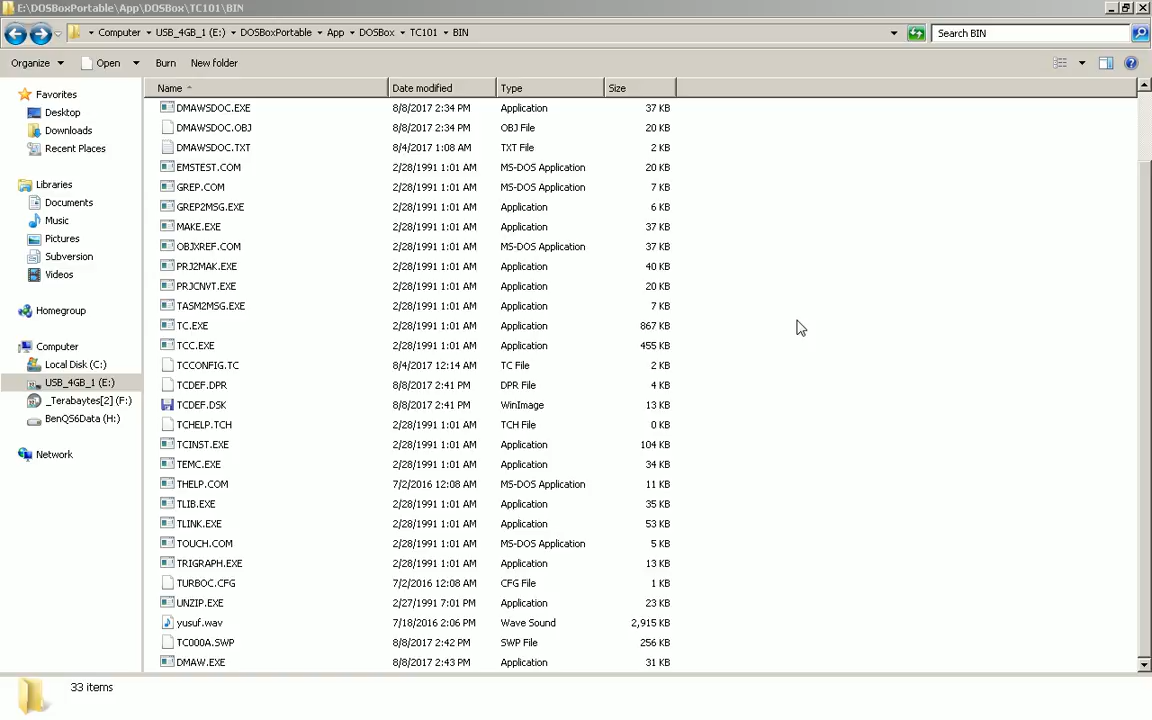 E:\DOSBoxPortable\App\DOSBox\TC101\BIN
Computer USB_4GB_1 (E:) DOSBoxPortable App DOSBox TC101 BIN Search BIN
Organize Open Burn New folder
Name Date modified Type Size
Favorites
Desktop
Downloads
Recent Places
Libraries
Documents
Music
Pictures
Subversion
Videos
Homegroup
Computer
Local Disk (C:)
USB_4GB_1 (E:)
_Terabytes[2] (F:)
BenQS6Data (H:)
Network
DMAWSDOC.EXE 8/8/2017 2:34 PM Application 37 KB
DMAWSDOC.OBJ 8/8/2017 2:34 PM OBJ File 20 KB
DMAWSDOC.TXT 8/4/2017 1:08 AM TXT File 2 KB
EMSTEST.COM 2/28/1991 1:01 AM MS-DOS Application 20 KB
GREP.COM 2/28/1991 1:01 AM MS-DOS Application 7 KB
GREP2MSG.EXE 2/28/1991 1:01 AM Application 6 KB
MAKE.EXE 2/28/1991 1:01 AM Application 37 KB
OBJXREF.COM 2/28/1991 1:01 AM MS-DOS Application 37 KB
PRJ2MAK.EXE 2/28/1991 1:01 AM Application 40 KB
PRJCNVT.EXE 2/28/1991 1:01 AM Application 20 KB
TASM2MSG.EXE 2/28/1991 1:01 AM Application 7 KB
TC.EXE 2/28/1991 1:01 AM Application 867 KB
TCC.EXE 2/28/1991 1:01 AM Application 455 KB
TCCONFIG.TC 8/4/2017 12:14 AM TC File 2 KB
TCDEF.DPR 8/8/2017 2:41 PM DPR File 4 KB
TCDEF.DSK 8/8/2017 2:41 PM WinImage 13 KB
TCHELP.TCH 2/28/1991 1:01 AM TCH File 0 KB
TCINST.EXE 2/28/1991 1:01 AM Application 104 KB
TEMC.EXE 2/28/1991 1:01 AM Application 34 KB
THELP.COM 7/2/2016 12:08 AM MS-DOS Application 11 KB
TLIB.EXE 2/28/1991 1:01 AM Application 35 KB
TLINK.EXE 2/28/1991 1:01 AM Application 53 KB
TOUCH.COM 2/28/1991 1:01 AM MS-DOS Application 5 KB
TRIGRAPH.EXE 2/28/1991 1:01 AM Application 13 KB
TURBOC.CFG 7/2/2016 12:08 AM CFG File 1 KB
UNZIP.EXE 2/27/1991 7:01 PM Application 23 KB
yusuf.wav 7/18/2016 2:06 PM Wave Sound 2,915 KB
TC000A.SWP 8/8/2017 2:42 PM SWP File 256 KB
DMAW.EXE 8/8/2017 2:43 PM Application 31 KB
33 items